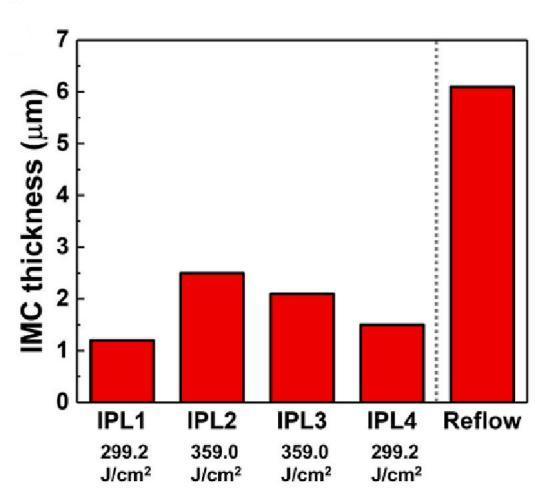 7
6
5
4
3
2
1
0
IMC thickness (μm)
IPL1 IPL2 IPL3 IPL4 Reflow
299.2 359.0 359.0 299.2
J/cm² J/cm² J/cm² J/cm²